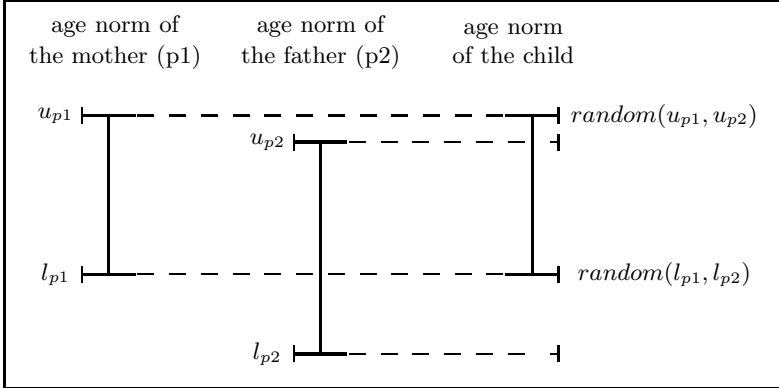 age norm of
the mother (p1)
age norm of
the father (p2)
age norm
of the child
u_{p1}
random(u_{p1}, u_{p2})
u_{p2}
l_{p1}
random(l_{p1}, l_{p2})
l_{p2}